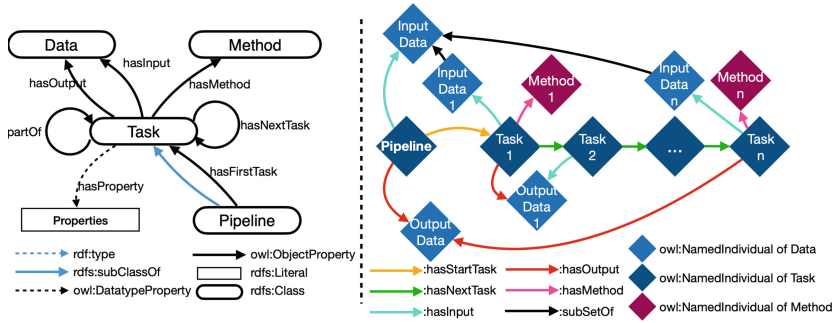 Data
Method
hasOutput
hasInput
hasMethod
partOf
Task
hasNextTask
hasProperty
hasFirstTask
Properties
Pipeline
rdf:type
rdfs:subClassOf
owl:DatatypeProperty
owl:ObjectProperty
rdfs:Literal
rdfs:Class
Input
Data
Input
Data
1
Method
1
Input
Data
n
Method
n
Pipeline
Task
1
Task
2
...
Task
n
Output
Data
1
Output
Data
:hasStartTask
:hasNextTask
:hasInput
:hasOutput
:hasMethod
:subSetOf
owl:NamedIndividual of Data
owl:NamedIndividual of Task
owl:NamedIndividual of Method